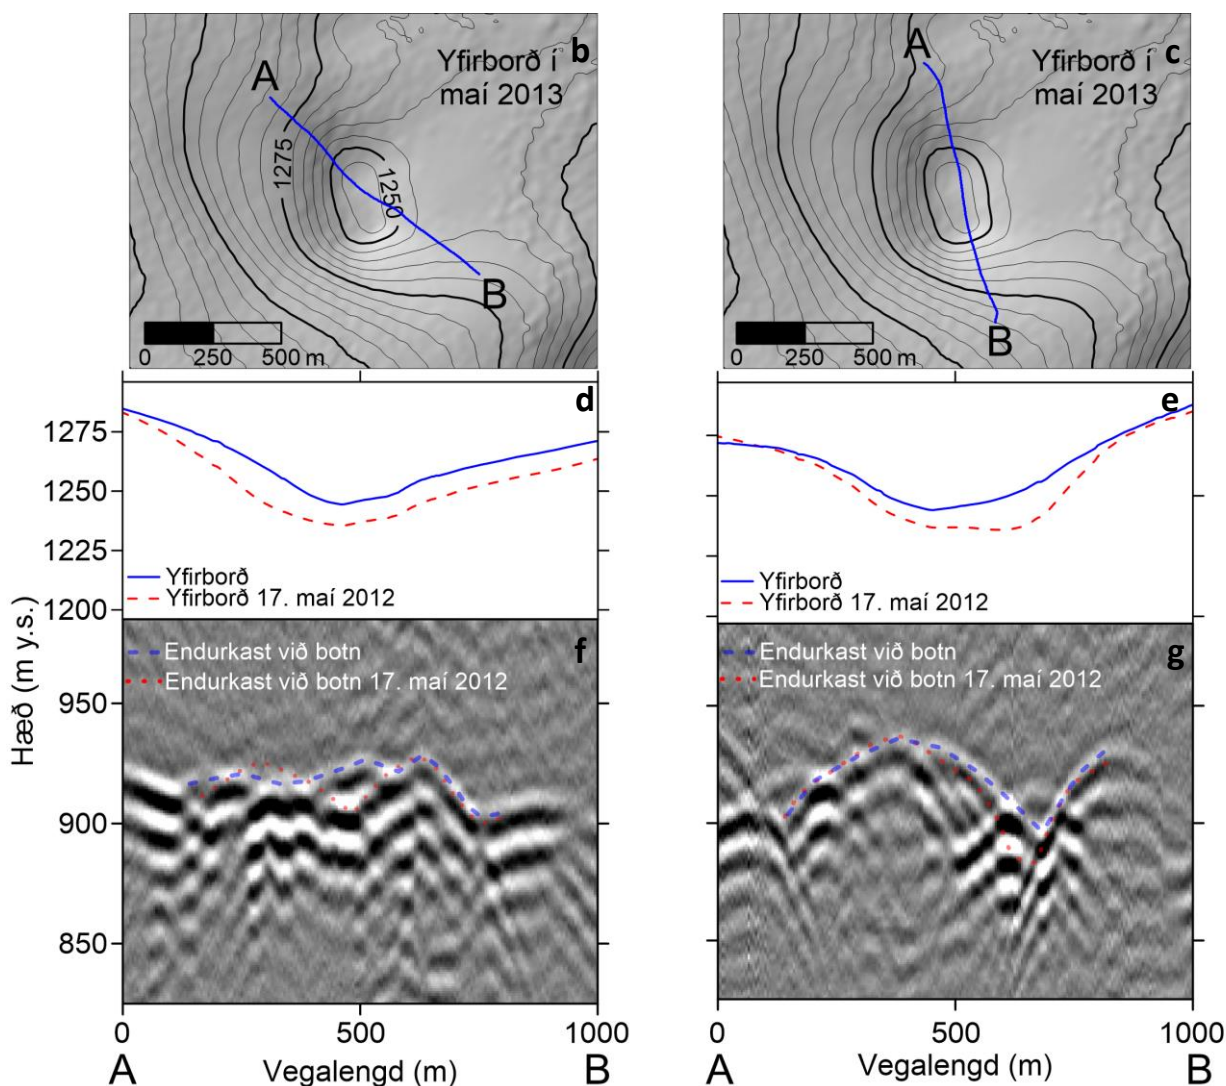 b
A
Yfirborð í
maí 2013
1275
1250
B
0 250 500 m
c
A
Yfirborð í
maí 2013
B
0 250 500 m
d
1275
1250
1225
1200
Yfirborð
Yfirborð 17. maí 2012
e
Yfirborð
Yfirborð 17. maí 2012
Hæð (m y.s.)
f
Endurkast við botn
Endurkast við botn 17. maí 2012
950
900
850
g
Endurkast við botn
Endurkast við botn 17. maí 2012
0 500 1000
A Vegalengd (m) B
0 500 1000
A Vegalengd (m) B